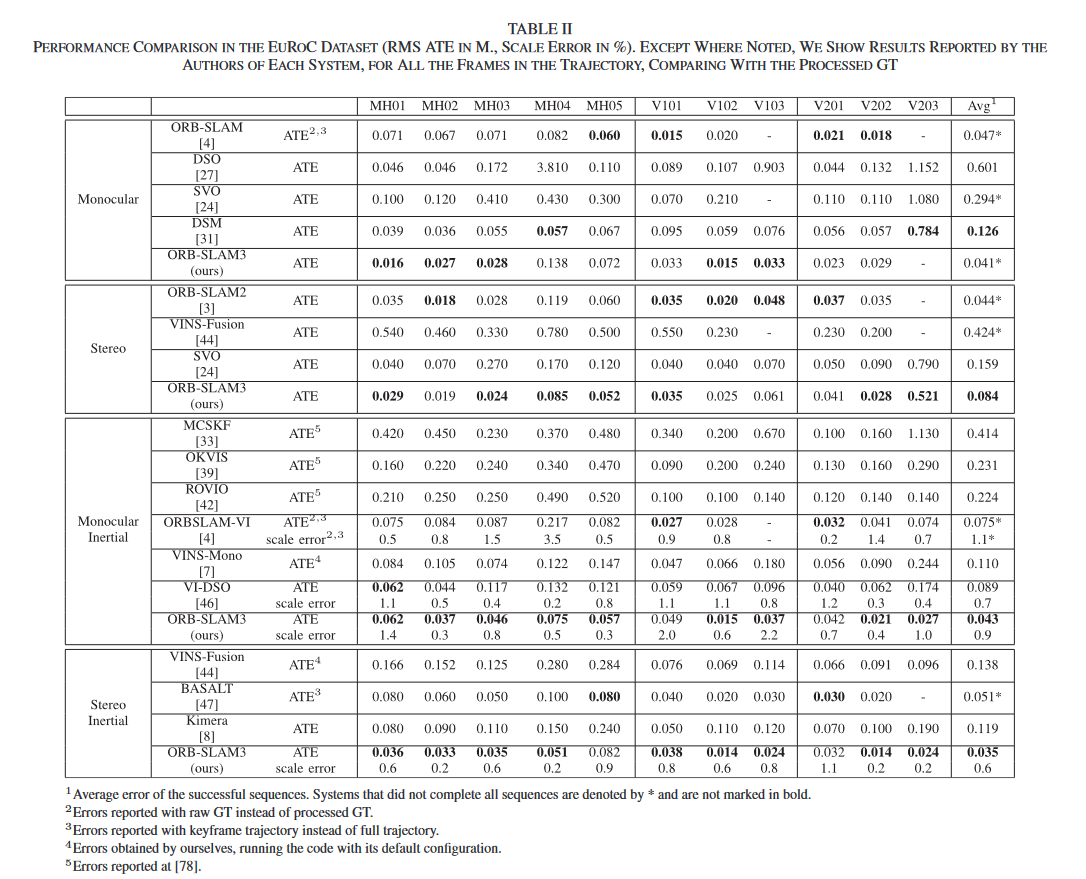 TABLE II
PERFORMANCE COMPARISON IN THE EUROC DATASET (RMS ATE IN M., SCALE ERROR IN %). EXCEPT WHERE NOTED, WE SHOW RESULTS REPORTED BY THE
AUTHORS OF EACH SYSTEM, FOR ALL THE FRAMES IN THE TRAJECTORY, COMPARING WITH THE PROCESSED GT
MH01 MH02 MH03 MH04 MH05 V101 V102 V103 V201 V202 V203 Avg¹
Monocular
ORB-SLAM [4] ATE²,³ 0.071 0.067 0.071 0.082 0.060 0.015 0.020 - 0.021 0.018 - 0.047*
DSO [27] ATE 0.046 0.046 0.172 3.810 0.110 0.089 0.107 0.903 0.044 0.132 1.152 0.601
SVO [24] ATE 0.100 0.120 0.410 0.430 0.300 0.070 0.210 - 0.110 0.110 1.080 0.294*
DSM [31] ATE 0.039 0.036 0.055 0.057 0.067 0.095 0.059 0.076 0.056 0.057 0.784 0.126
ORB-SLAM3 (ours) ATE 0.016 0.027 0.028 0.138 0.072 0.033 0.015 0.033 0.023 0.029 - 0.041*
Stereo
ORB-SLAM2 [3] ATE 0.035 0.018 0.028 0.119 0.060 0.035 0.020 0.048 0.037 0.035 - 0.044*
VINS-Fusion [44] ATE 0.540 0.460 0.330 0.780 0.500 0.550 0.230 - 0.230 0.200 - 0.424*
SVO [24] ATE 0.040 0.070 0.270 0.170 0.120 0.040 0.040 0.070 0.050 0.090 0.790 0.159
ORB-SLAM3 (ours) ATE 0.029 0.019 0.024 0.085 0.052 0.035 0.025 0.061 0.041 0.028 0.521 0.084
Monocular Inertial
MCSKF [33] ATE⁵ 0.420 0.450 0.230 0.370 0.480 0.340 0.200 0.670 0.100 0.160 1.130 0.414
OKVIS [39] ATE⁵ 0.160 0.220 0.240 0.340 0.470 0.090 0.200 0.240 0.130 0.160 0.290 0.231
ROVIO [42] ATE⁵ 0.210 0.250 0.250 0.490 0.520 0.100 0.100 0.140 0.120 0.140 0.140 0.224
ORBSLAM-VI ATE²,³ 0.075 0.084 0.087 0.217 0.082 0.027 0.028 - 0.032 0.041 0.074 0.075*
[4] scale error²,³ 0.5 0.8 1.5 3.5 0.5 0.9 0.8 - 0.2 1.4 0.7 1.1*
VINS-Mono [7] ATE⁴ 0.084 0.105 0.074 0.122 0.147 0.047 0.066 0.180 0.056 0.090 0.244 0.110
VI-DSO ATE 0.062 0.044 0.117 0.132 0.121 0.059 0.067 0.096 0.040 0.062 0.174 0.089
[46] scale error 1.1 0.5 0.4 0.2 0.8 1.1 1.1 0.8 1.2 0.3 0.4 0.7
ORB-SLAM3 ATE 0.062 0.037 0.046 0.075 0.057 0.049 0.015 0.037 0.042 0.021 0.027 0.043
(ours) scale error 1.4 0.3 0.8 0.5 0.3 2.0 0.6 2.2 0.7 0.4 1.0 0.9
Stereo Inertial
VINS-Fusion [44] ATE⁴ 0.166 0.152 0.125 0.280 0.284 0.076 0.069 0.114 0.066 0.091 0.096 0.138
BASALT [47] ATE³ 0.080 0.060 0.050 0.100 0.080 0.040 0.020 0.030 0.030 0.020 - 0.051*
Kimera [8] ATE 0.080 0.090 0.110 0.150 0.240 0.050 0.110 0.120 0.070 0.100 0.190 0.119
ORB-SLAM3 ATE 0.036 0.033 0.035 0.051 0.082 0.038 0.014 0.024 0.032 0.014 0.024 0.035
(ours) scale error 0.6 0.2 0.6 0.2 0.9 0.8 0.6 0.8 1.1 0.2 0.2 0.6
¹Average error of the successful sequences. Systems that did not complete all sequences are denoted by * and are not marked in bold.
²Errors reported with raw GT instead of processed GT.
³Errors reported with keyframe trajectory instead of full trajectory.
⁴Errors obtained by ourselves, running the code with its default configuration.
⁵Errors reported at [78].